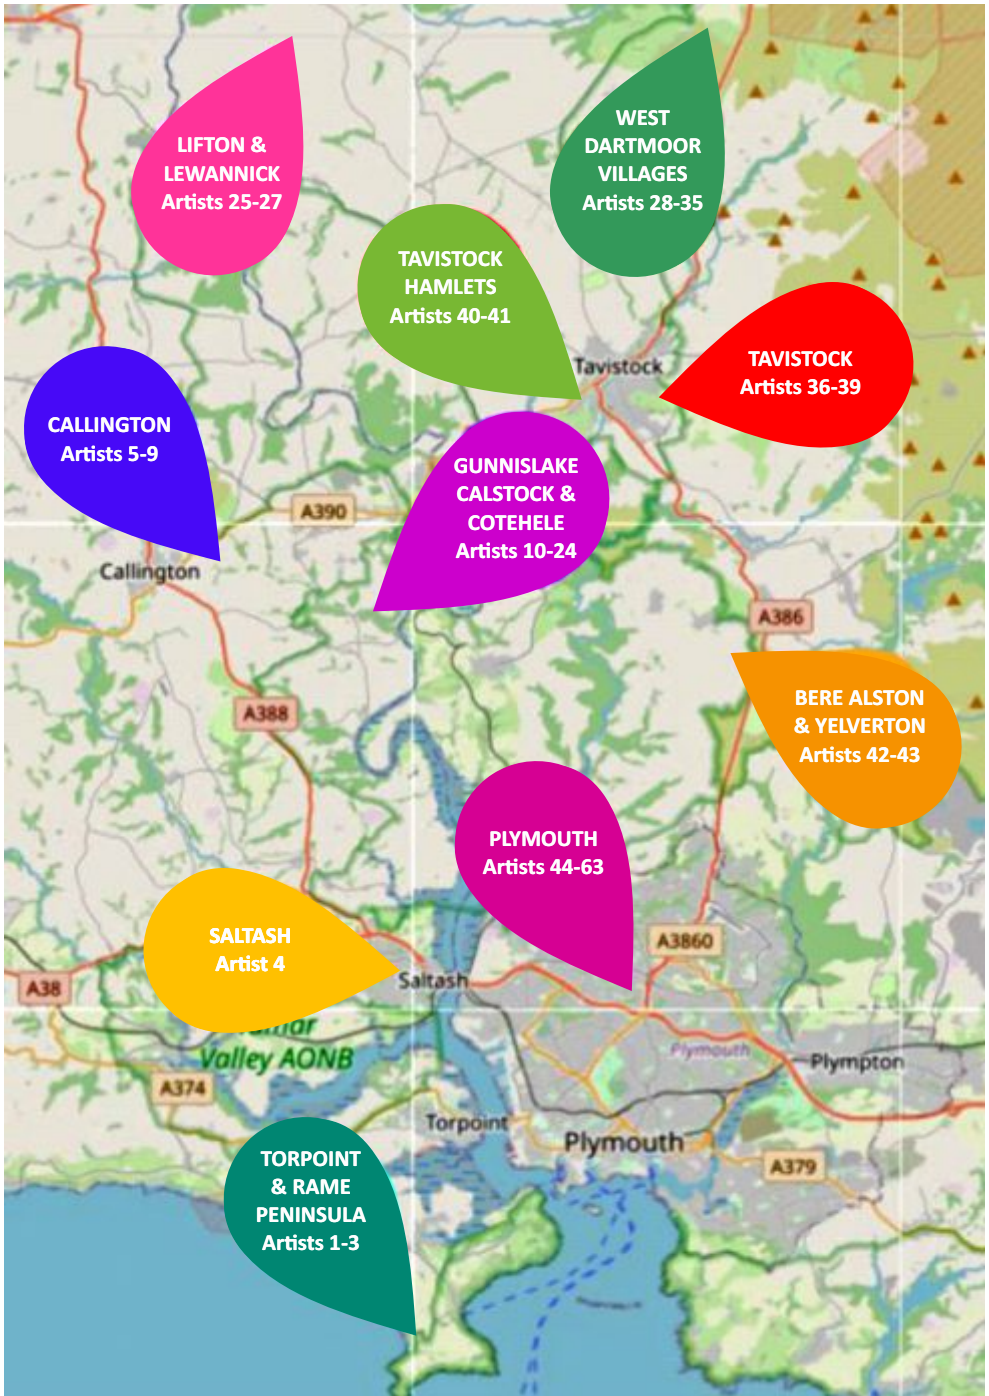 LIFTON &
LEWANNICK
Artists 25-27
WEST
DARTMOOR
VILLAGES
Artists 28-35
TAVISTOCK
HAMLETS
Artists 40-41
Tavistock
TAVISTOCK
Artists 36-39
CALLINGTON
Artists 5-9
GUNNISLAKE
CALSTOCK &
COTEHELE
Artists 10-24
A390
Callington
A386
BERE ALSTON
& YELVERTON
Artists 42-43
A388
PLYMOUTH
Artists 44-63
SALTASH
Artist 4
A3860
Saltash
A38
Valley AONB
Plymouth
Plympton
A374
Torpoint
Plymouth
A379
TORPOINT
& RAME
PENINSULA
Artists 1-3